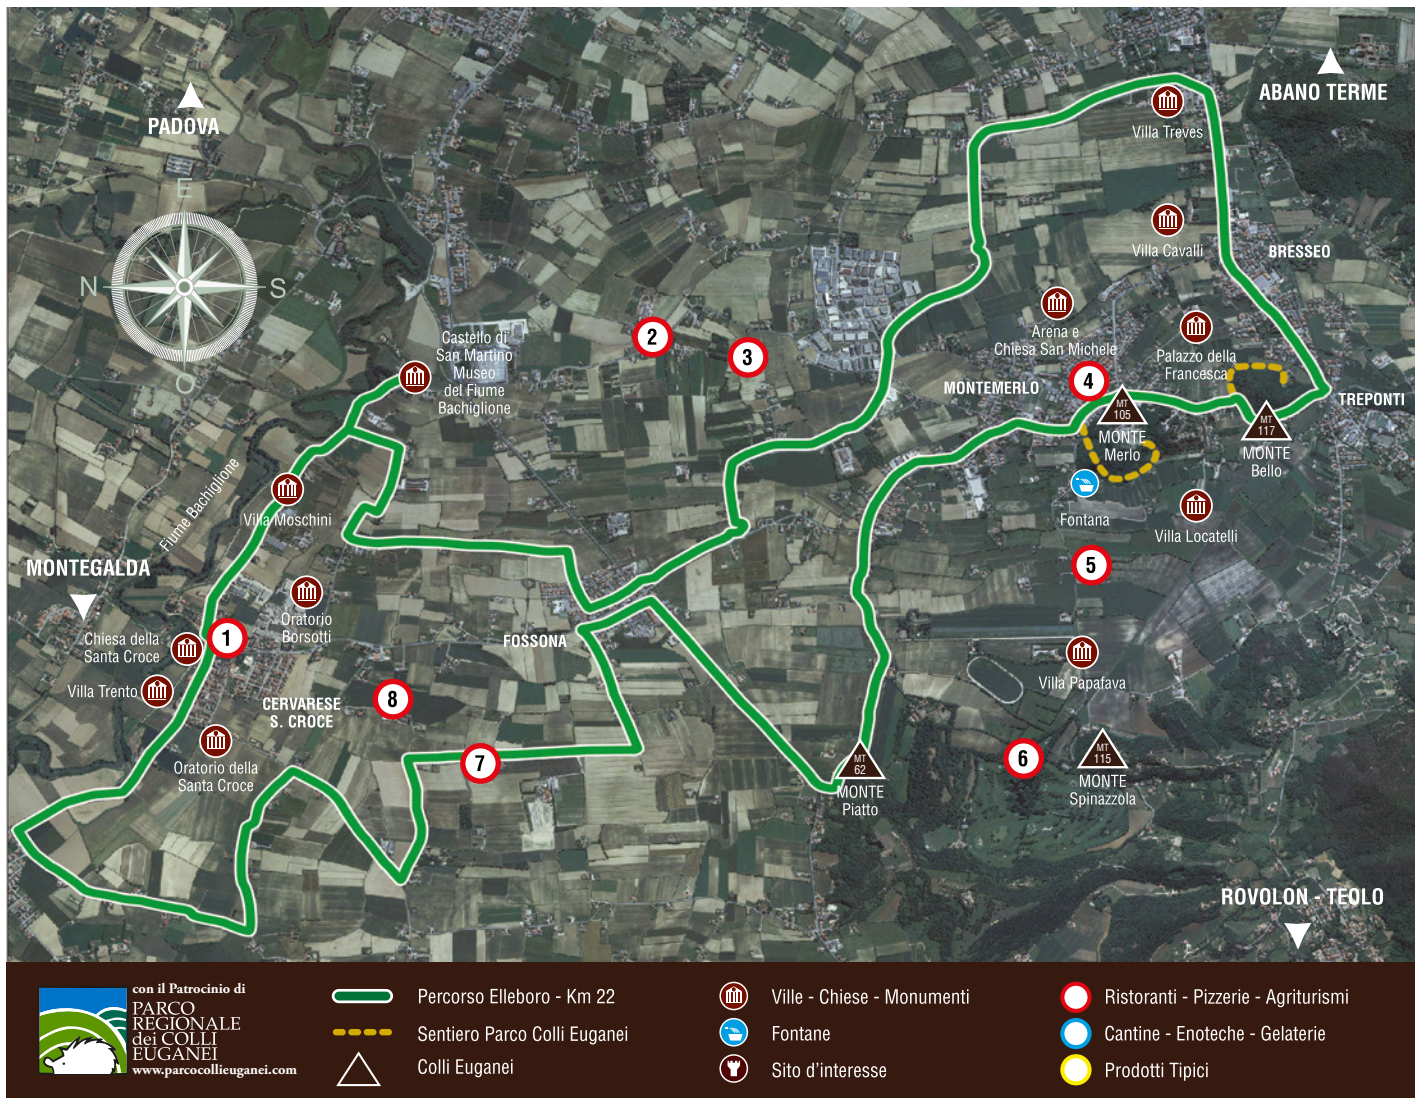 PADOVA
ABANO TERME
E
N
S
O
Villa Treves
Villa Cavalli
BRESSEO
Arena e
Chiesa San Michele
Palazzo della
Francesca
MONTEMERLO
TREPONTI
Castello di
San Martino
Museo
del Fiume
Bachiglione
2
3
4
MT
105
MONTE
Merlo
MT
117
MONTE
Bello
Fiume Bachiglione
Villa Moschini
Fontana
Villa Locatelli
5
MONTEGALDA
Chiesa della
Santa Croce
1
Oratorio
Borsotti
FOSSONA
Villa Trento
CERVARESE
S. CROCE
8
Villa Papafava
Oratorio della
Santa Croce
7
MT
62
MONTE
Piatto
6
MT
115
MONTE
Spinazzola
ROVOLON - TEOLO
con il Patrocinio di
PARCO
REGIONALE
dei COLLI
EUGANEI
www.parcocollieuganei.com
Percorso Elleboro - Km 22
Sentiero Parco Colli Euganei
Colli Euganei
Ville - Chiese - Monumenti
Fontane
Sito d'interesse
Ristoranti - Pizzerie - Agriturismi
Cantine - Enoteche - Gelaterie
Prodotti Tipici